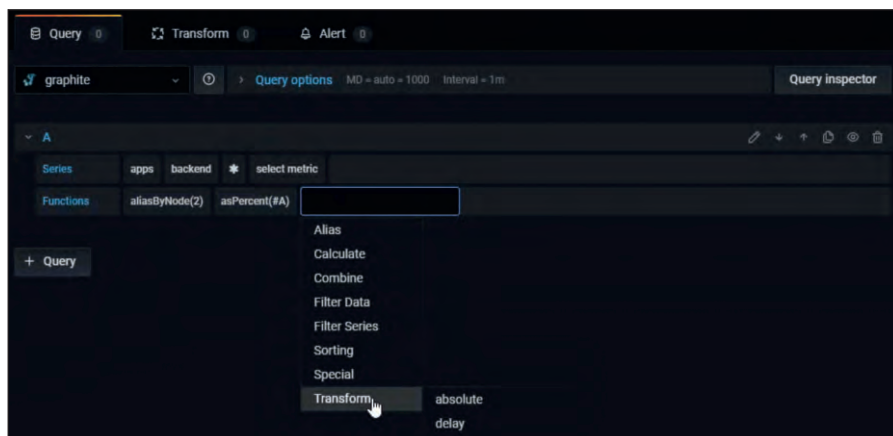 Query 0 Transform 0 Alert 0
graphite Query options MD = auto = 1000 Interval = 1m Query inspector
A
Series apps backend * select metric
Functions aliasByNode(2) asPercent(#A)
Alias
Calculate
+ Query
Combine
Filter Data
Filter Series
Sorting
Special
Transform absolute
delay